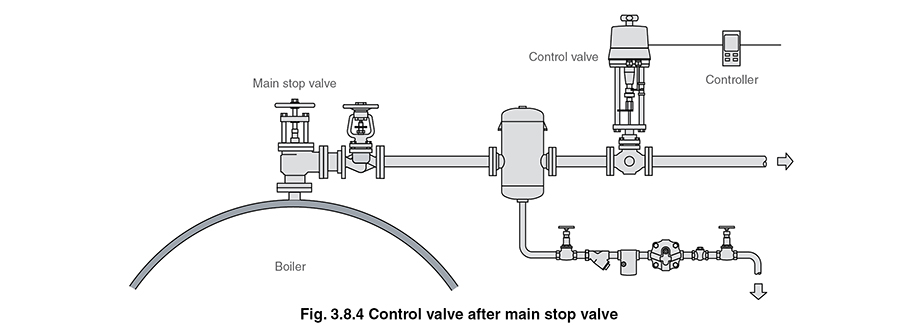 Control valve
Main stop valve
Controller
Boiler
Fig. 3.8.4 Control valve after main stop valve